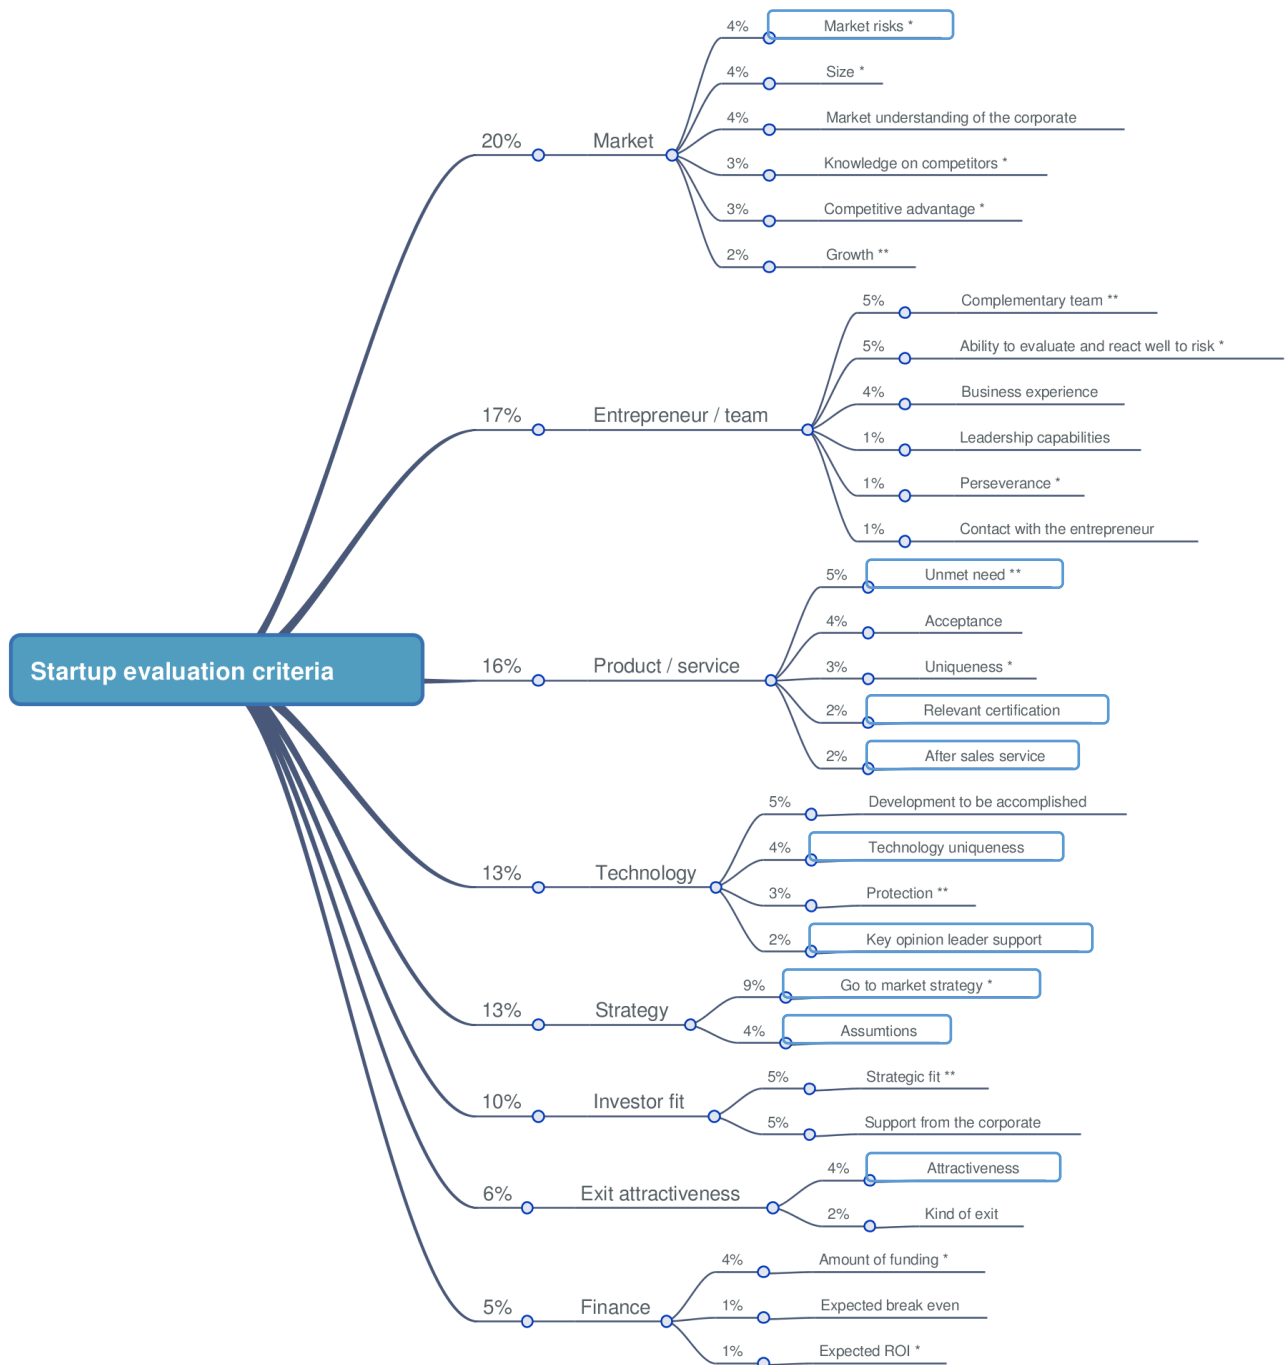 Startup evaluation criteria
20% Market
4% Market risks *
4% Size *
4% Market understanding of the corporate
3% Knowledge on competitors *
3% Competitive advantage *
2% Growth **
17% Entrepreneur / team
5% Complementary team **
5% Ability to evaluate and react well to risk *
4% Business experience
1% Leadership capabilities
1% Perseverance *
1% Contact with the entrepreneur
16% Product / service
5% Unmet need **
4% Acceptance
3% Uniqueness *
2% Relevant certification
2% After sales service
13% Technology
5% Development to be accomplished
4% Technology uniqueness
3% Protection **
2% Key opinion leader support
13% Strategy
9% Go to market strategy *
4% Assumtions
10% Investor fit
5% Strategic fit **
5% Support from the corporate
6% Exit attractiveness
4% Attractiveness
2% Kind of exit
5% Finance
4% Amount of funding *
1% Expected break even
1% Expected ROI *